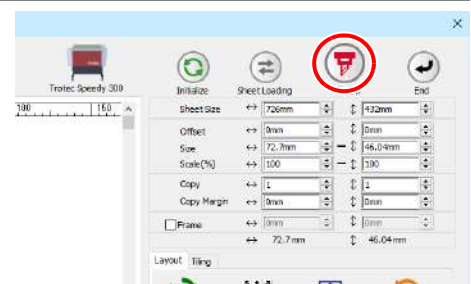 Trotec Speedy 300
Initialize Sheet Loading End
100 150
Sheet Size 726mm 432mm
Offset 0mm 0mm
Size 72.7mm 46.04mm
Scale(%) 100 100
Copy 1 1
Copy Margin 0mm 0mm
Frame 0mm 0mm
72.7 mm 46.04 mm
Layout Tiling